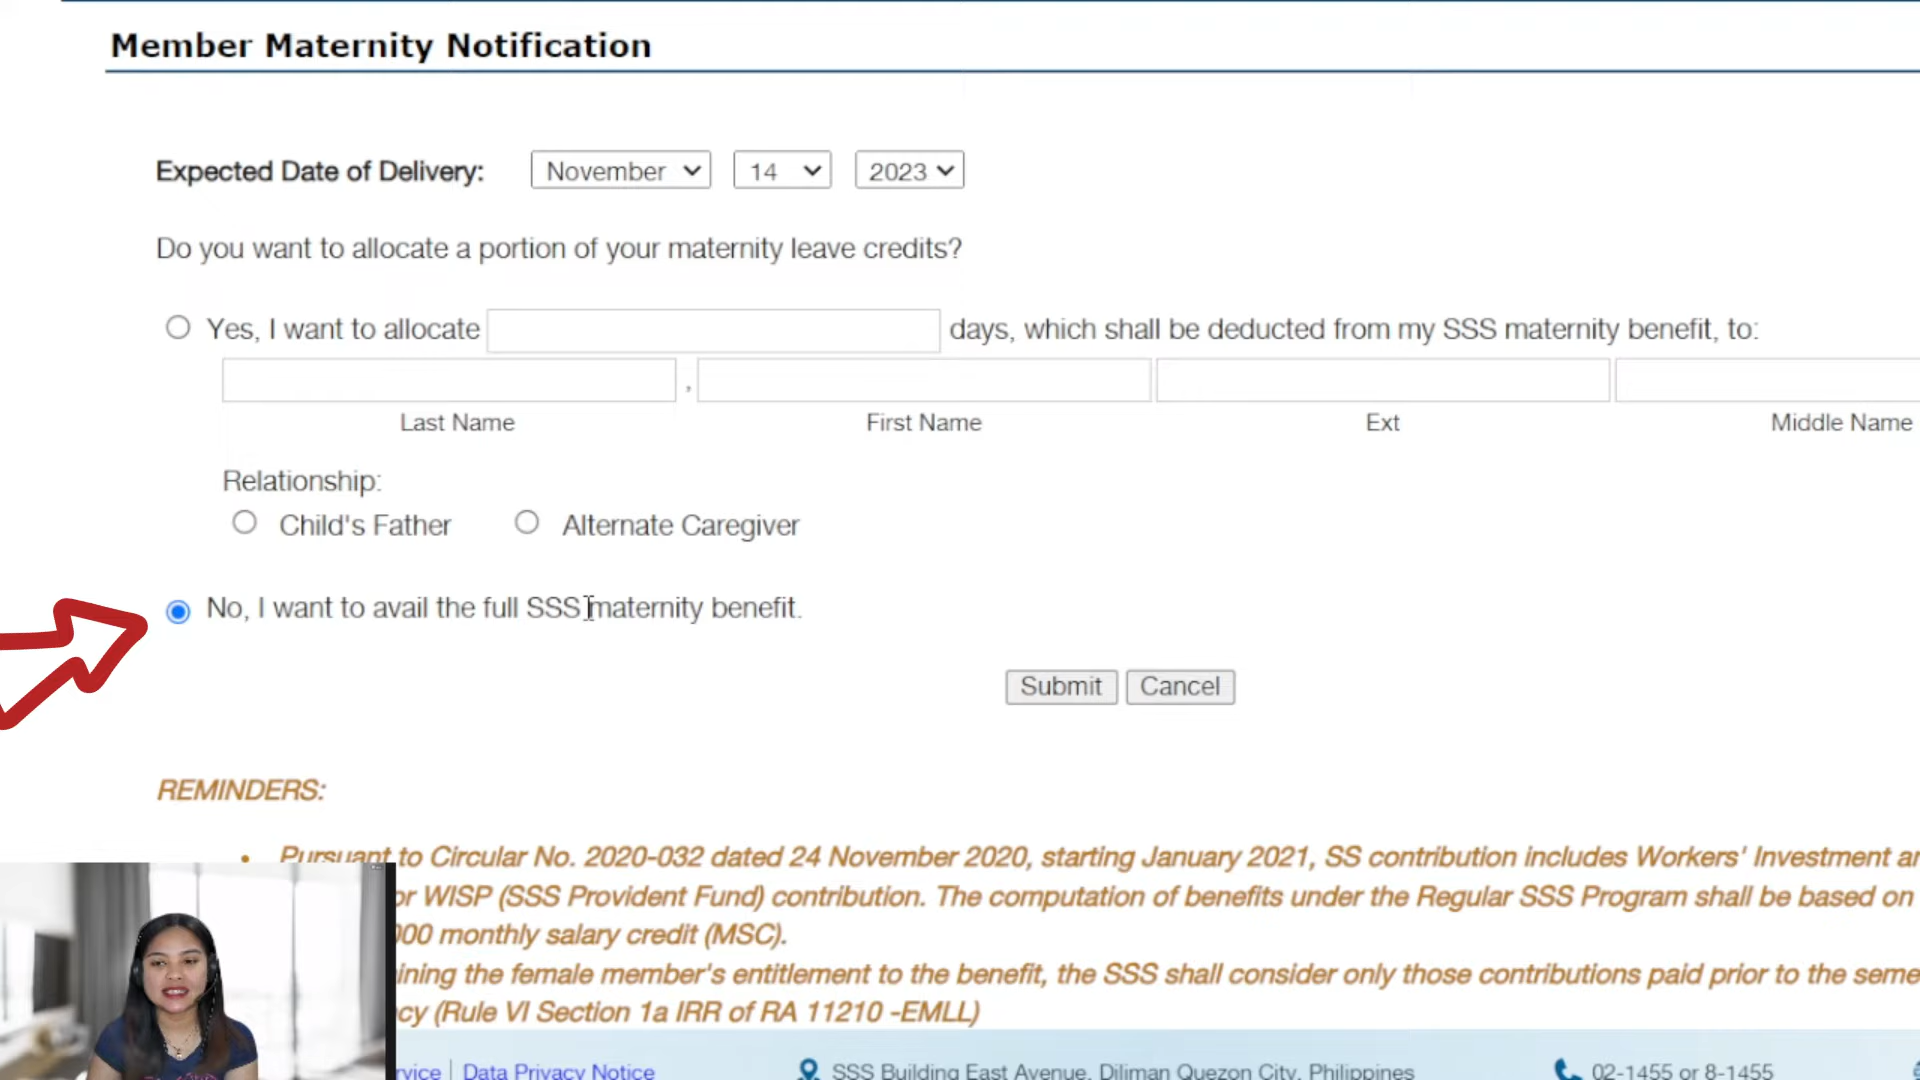 Member Maternity Notification
Expected Date of Delivery: November 14 2023
Do you want to allocate a portion of your maternity leave credits?
Yes, I want to allocate days, which shall be deducted from my SSS maternity benefit, to:
,
Last Name First Name Ext Middle Name
Relationship:
Child's Father Alternate Caregiver
No, I want to avail the full SSS maternity benefit.
Submit Cancel
REMINDERS:
• Pursuant to Circular No. 2020-032 dated 24 November 2020, starting January 2021, SS contribution includes Workers' Investment
or WISP (SSS Provident Fund) contribution. The computation of benefits under the Regular SSS Program shall be based on
000 monthly salary credit (MSC).
ining the female member's entitlement to the benefit, the SSS shall consider only those contributions paid prior to the seme
cy (Rule VI Section 1a IRR of RA 11210 -EMLL)
rvice | Data Privacy Notice SSS Building East Avenue, Diliman Quezon City, Philippines 02-1455 or 8-1455